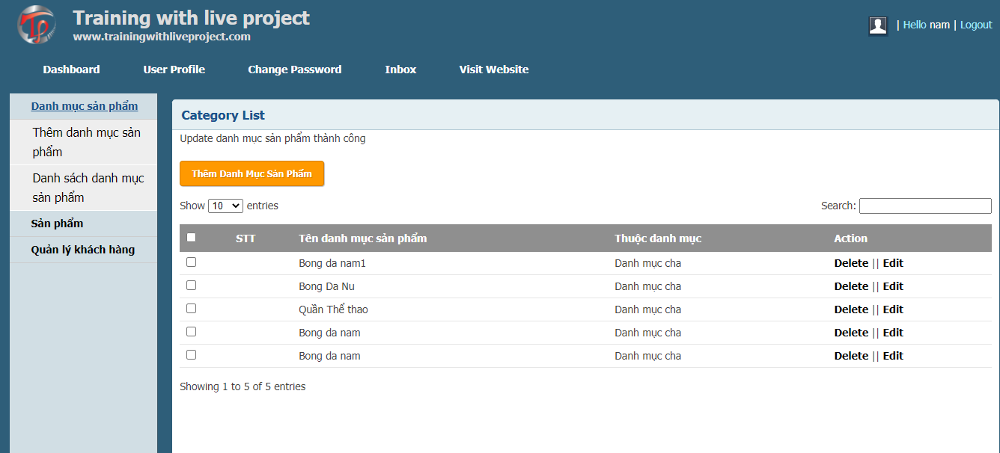 Training with live project
www.trainingwithliveproject.com
| Hello nam | Logout
Dashboard User Profile Change Password Inbox Visit Website
Danh mục sản phẩm
Thêm danh mục sản
phẩm
Danh sách danh mục
sản phẩm
Sản phẩm
Quản lý khách hàng
Category List
Update danh mục sản phẩm thành công
Thêm Danh Mục Sản Phẩm
Show 10 entries Search:
STT Tên danh mục sản phẩm Thuộc danh mục Action
Bong da nam1 Danh mục cha Delete || Edit
Bong Da Nu Danh mục cha Delete || Edit
Quần Thể thao Danh mục cha Delete || Edit
Bong da nam Danh mục cha Delete || Edit
Bong da nam Danh mục cha Delete || Edit
Showing 1 to 5 of 5 entries